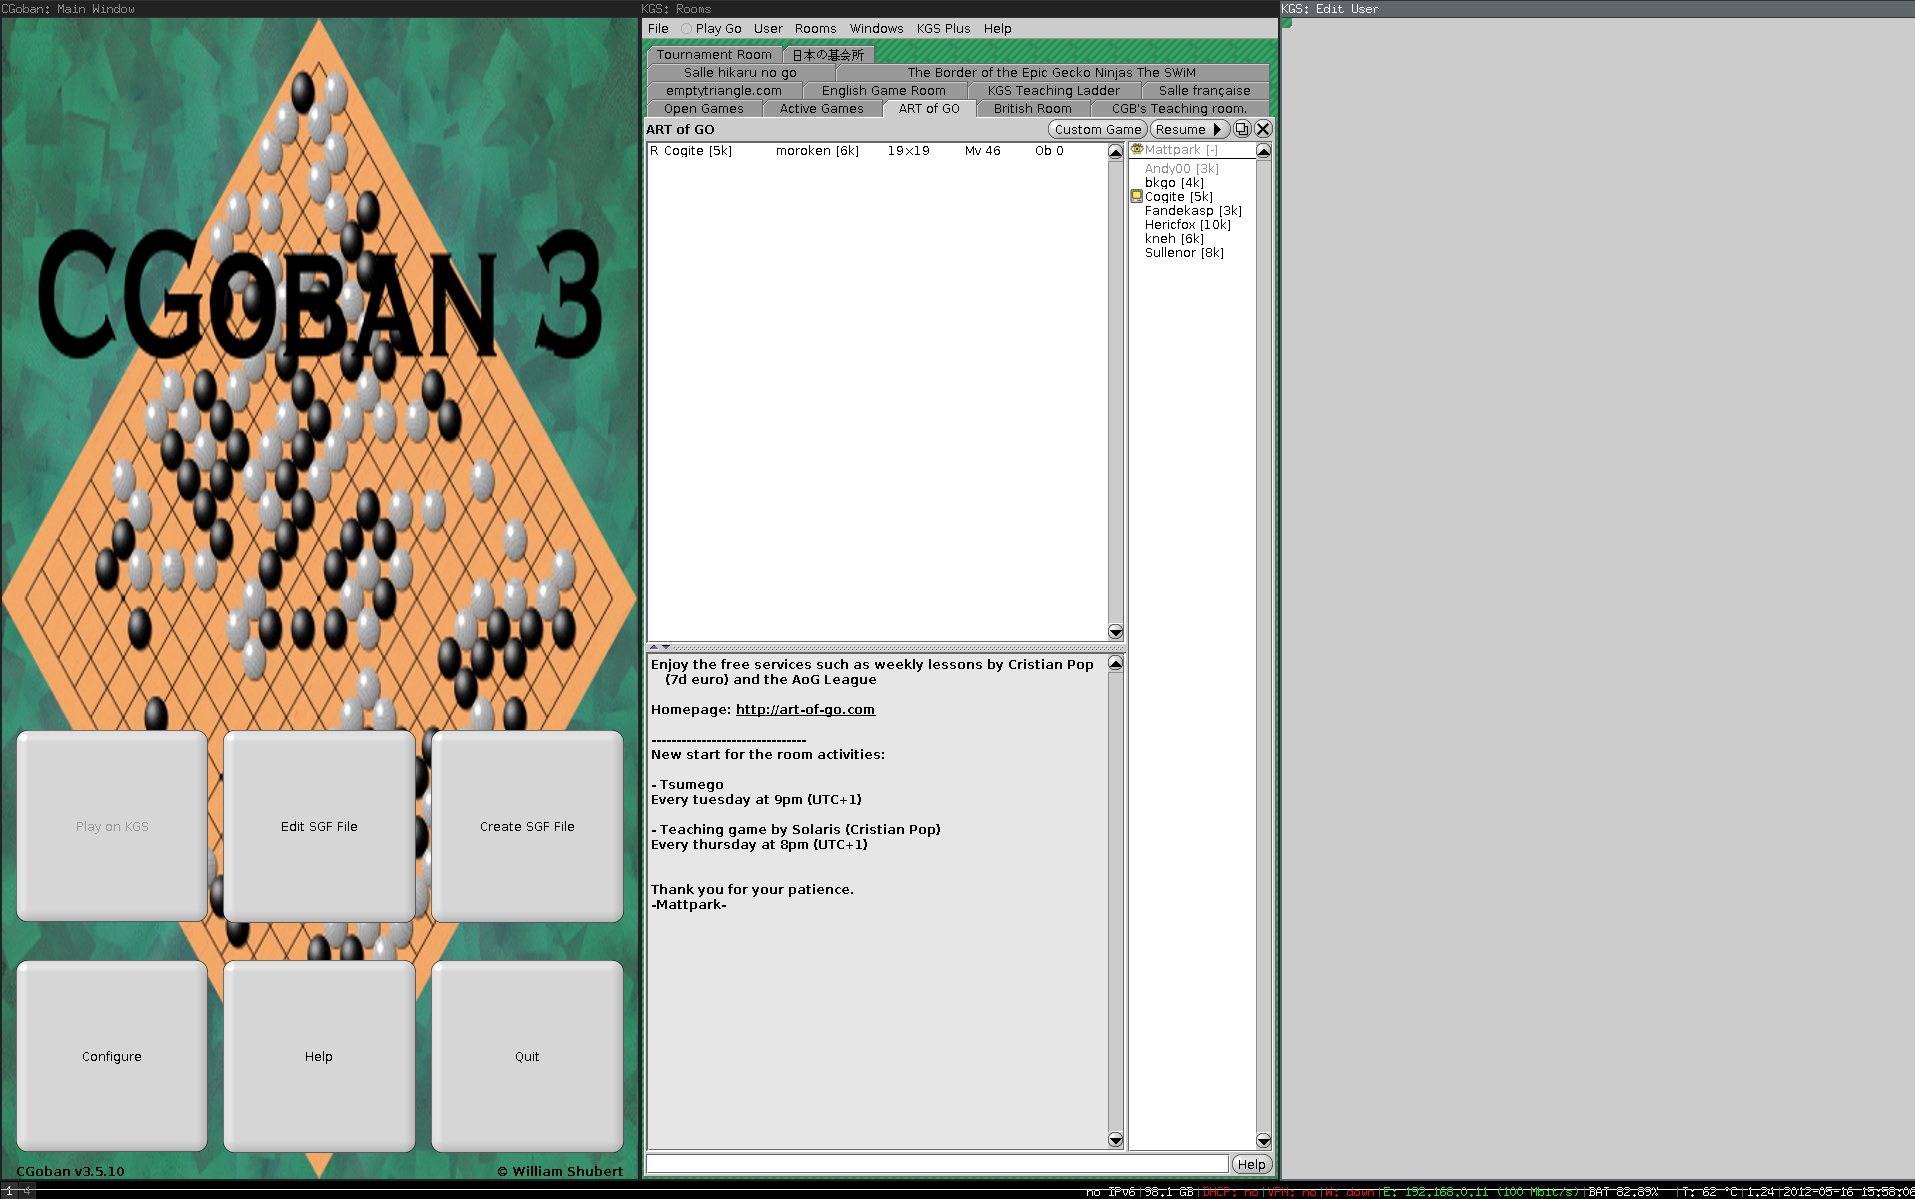 CGoban: Main Window
CGOBAN 3
Play on KGS
Edit SGF File
Create SGF File
Configure
Help
Quit
CGoban v3.5.10
© William Shubert
KGS: Rooms
File Play Go User Rooms Windows KGS Plus Help
Tournament Room 日本の碁会所
Salle hikaru no go The Border of the Epic Gecko Ninjas The SWiM
emptytriangle.com English Game Room KGS Teaching Ladder Salle française
Open Games Active Games ART of GO British Room CGB's Teaching room.
ART of GO Custom Game Resume
R Cogite [5k] moroken [6k] 19×19 Mv 46 Ob 0
Mattpark [-]
Andy00 [3k]
bkgo [4k]
Cogite [5k]
Fandekasp [3k]
Hericfox [10k]
kneh [6k]
Sullenor [8k]
Enjoy the free services such as weekly lessons by Cristian Pop
(7d euro) and the AoG League
Homepage: http://art-of-go.com
------------------------------
New start for the room activities:
- Tsumego
Every tuesday at 9pm (UTC+1)
- Teaching game by Solaris (Cristian Pop)
Every thursday at 8pm (UTC+1)
Thank you for your patience.
-Mattpark-
Help
KGS: Edit User
1 4
no IPv6|98.1 GB|DHCP: no|VPN: no|W: down|E: 192.168.0.11 (100 Mbit/s)|BAT 82.89% |T: 62 °C|1.24|2012-05-16 15:58:06